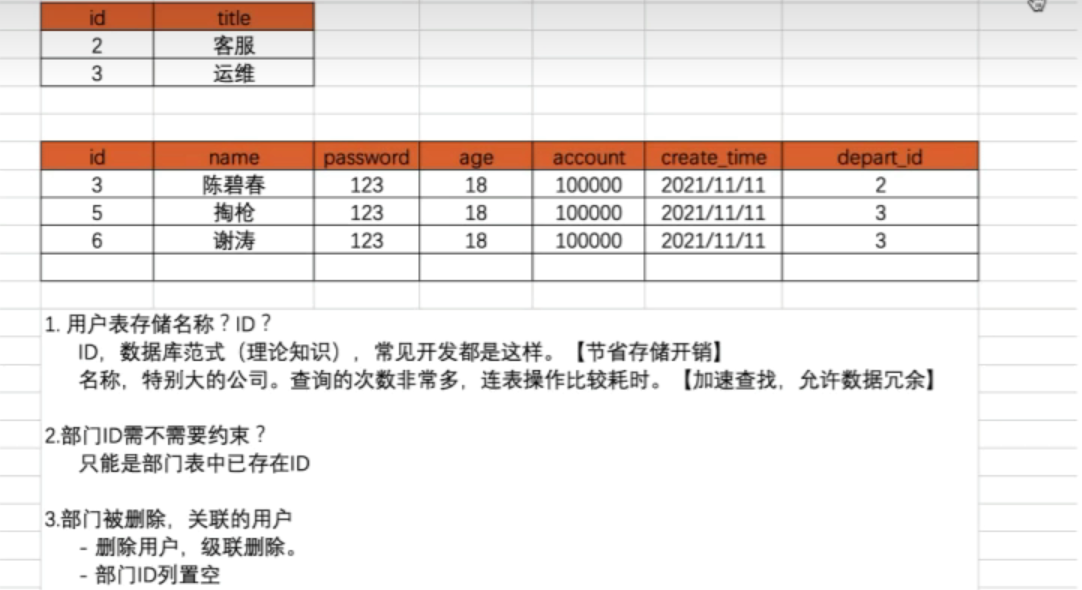 id title
2 客服
3 运维
id name password age account create_time depart_id
3 陈碧春 123 18 100000 2021/11/11 2
5 掏枪 123 18 100000 2021/11/11 3
6 谢涛 123 18 100000 2021/11/11 3
1. 用户表存储名称？ID？
ID，数据库范式（理论知识），常见开发都是这样。【节省存储开销】
名称，特别大的公司。查询的次数非常多，连表操作比较耗时。【加速查找，允许数据冗余】
2.部门ID需不需要约束？
只能是部门表中已存在ID
3.部门被删除，关联的用户
- 删除用户，级联删除。
- 部门ID列置空